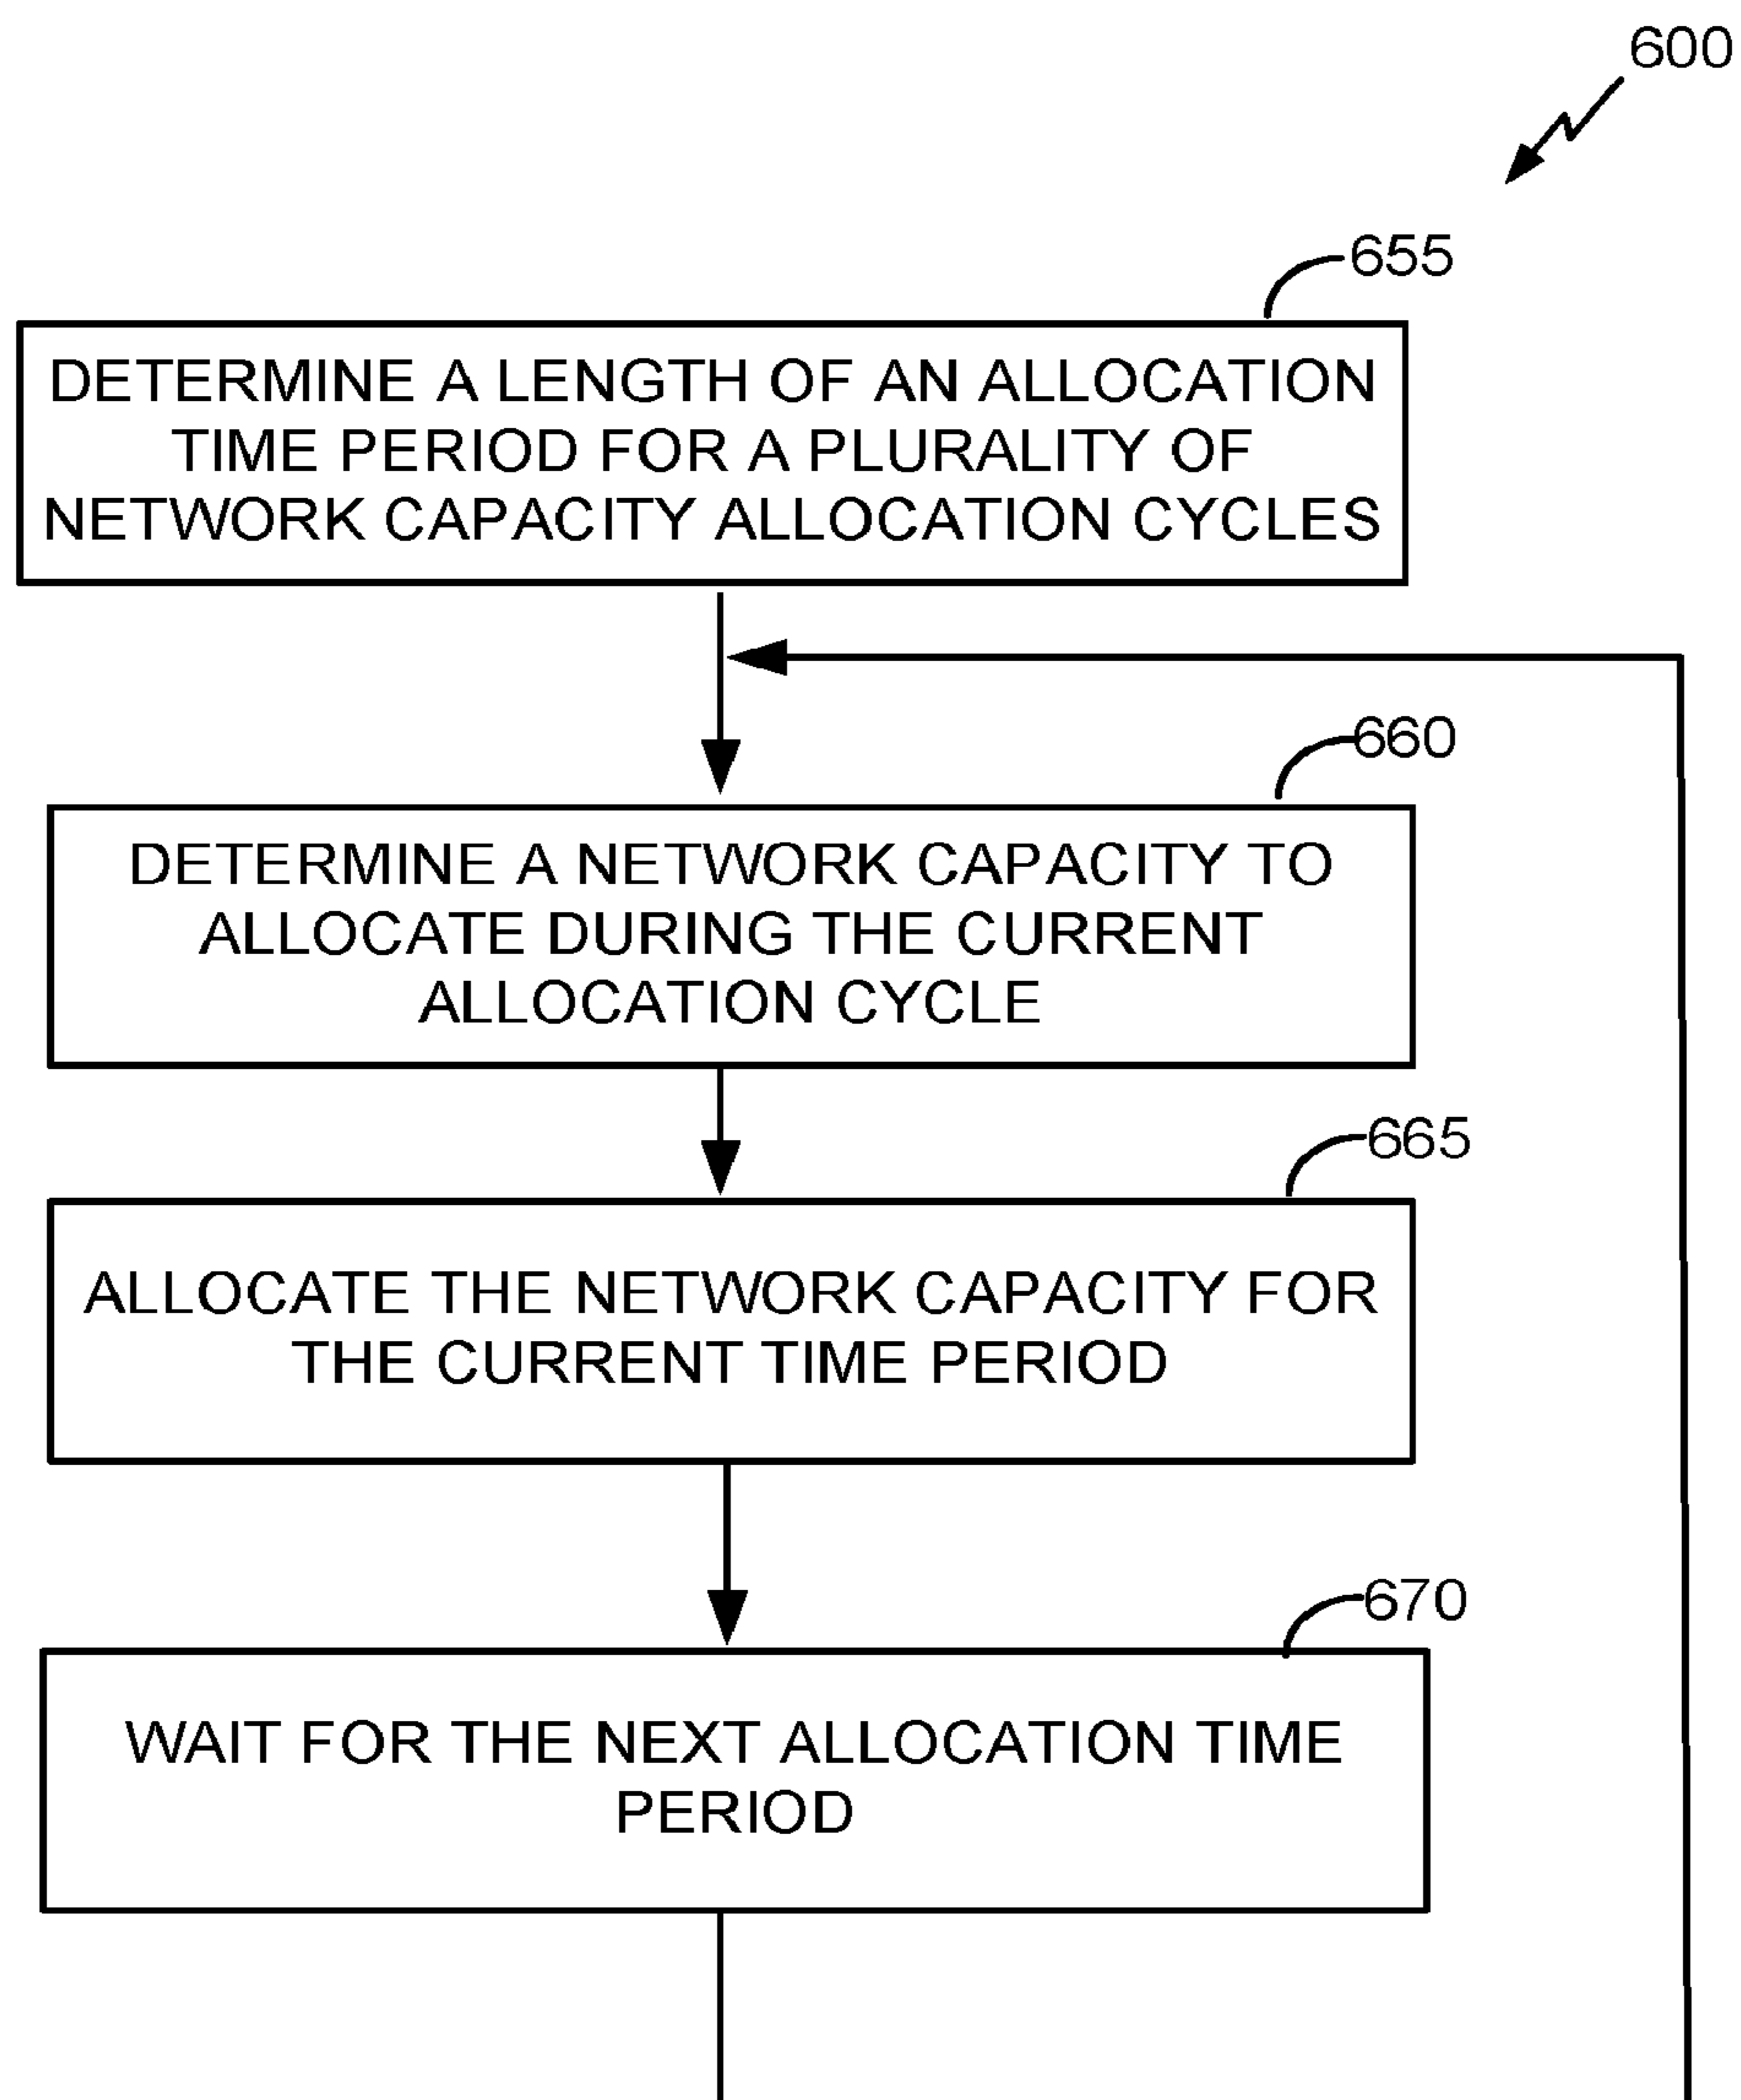 600
655
DETERMINE A LENGTH OF AN ALLOCATION
TIME PERIOD FOR A PLURALITY OF
NETWORK CAPACITY ALLOCATION CYCLES
660
DETERMINE A NETWORK CAPACITY TO
ALLOCATE DURING THE CURRENT
ALLOCATION CYCLE
665
ALLOCATE THE NETWORK CAPACITY FOR
THE CURRENT TIME PERIOD
670
WAIT FOR THE NEXT ALLOCATION TIME
PERIOD